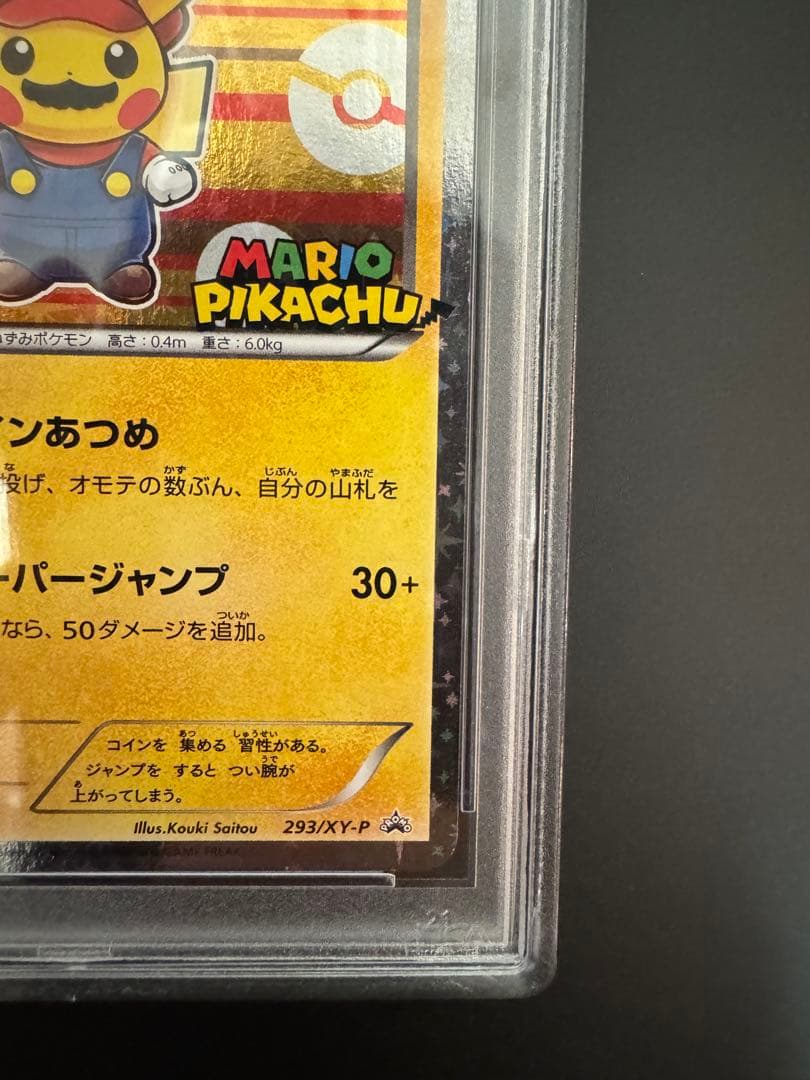 MARIO
PIKACHU
ずみポケモン 高さ：0.4m 重さ：6.0kg
ンあつめ
投げ、オモテの数ぶん、自分の山札を
ーパージャンプ 30+
なら、50ダメージを追加。
コインを 集める 習性がある。
ジャンプを すると つい腕が
上がってしまう。
Illus.Kouki Saitou 293/XY-P
GAME FREAK